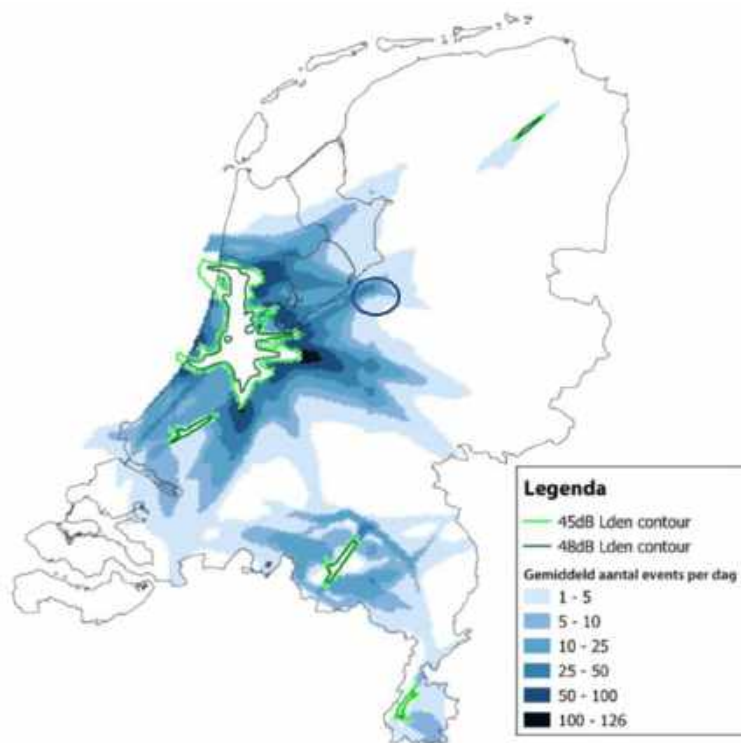 Legenda
45dB Lden contour
48dB Lden contour
Gemiddeld aantal events per dag
1 - 5
5 - 10
10 - 25
25 - 50
50 - 100
100 - 126